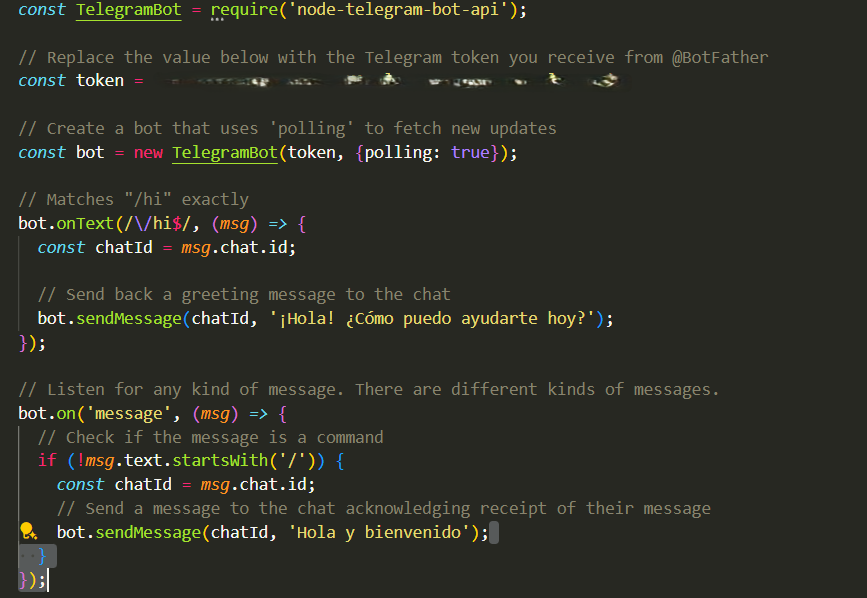 const TelegramBot = require('node-telegram-bot-api');
// Replace the value below with the Telegram token you receive from @BotFather
const token =
// Create a bot that uses 'polling' to fetch new updates
const bot = new TelegramBot(token, {polling: true});
// Matches "/hi" exactly
bot.onText(/\/hi$/, (msg) => {
  const chatId = msg.chat.id;
  // Send back a greeting message to the chat
  bot.sendMessage(chatId, '¡Hola! ¿Cómo puedo ayudarte hoy?');
});
// Listen for any kind of message. There are different kinds of messages.
bot.on('message', (msg) => {
  // Check if the message is a command
  if (!msg.text.startsWith('/')) {
    const chatId = msg.chat.id;
    // Send a message to the chat acknowledging receipt of their message
    bot.sendMessage(chatId, 'Hola y bienvenido');
  }
});